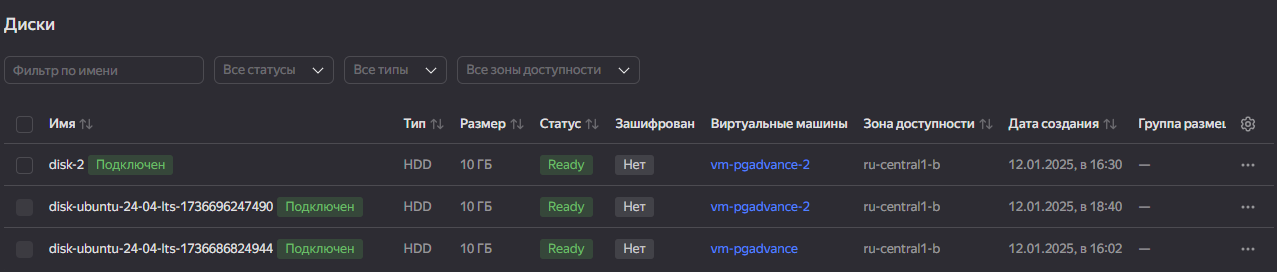 Диски
Фильтр по имени Все статусы Все типы Все зоны доступности
Имя Тип Размер Статус Зашифрован Виртуальные машины Зона доступности Дата создания Группа размещ
disk-2 Подключен HDD 10 ГБ Ready Нет vm-pgadvance-2 ru-central1-b 12.01.2025, в 16:30 —
disk-ubuntu-24-04-lts-1736696247490 Подключен HDD 10 ГБ Ready Нет vm-pgadvance-2 ru-central1-b 12.01.2025, в 18:40 —
disk-ubuntu-24-04-lts-1736686824944 Подключен HDD 10 ГБ Ready Нет vm-pgadvance ru-central1-b 12.01.2025, в 16:02 —